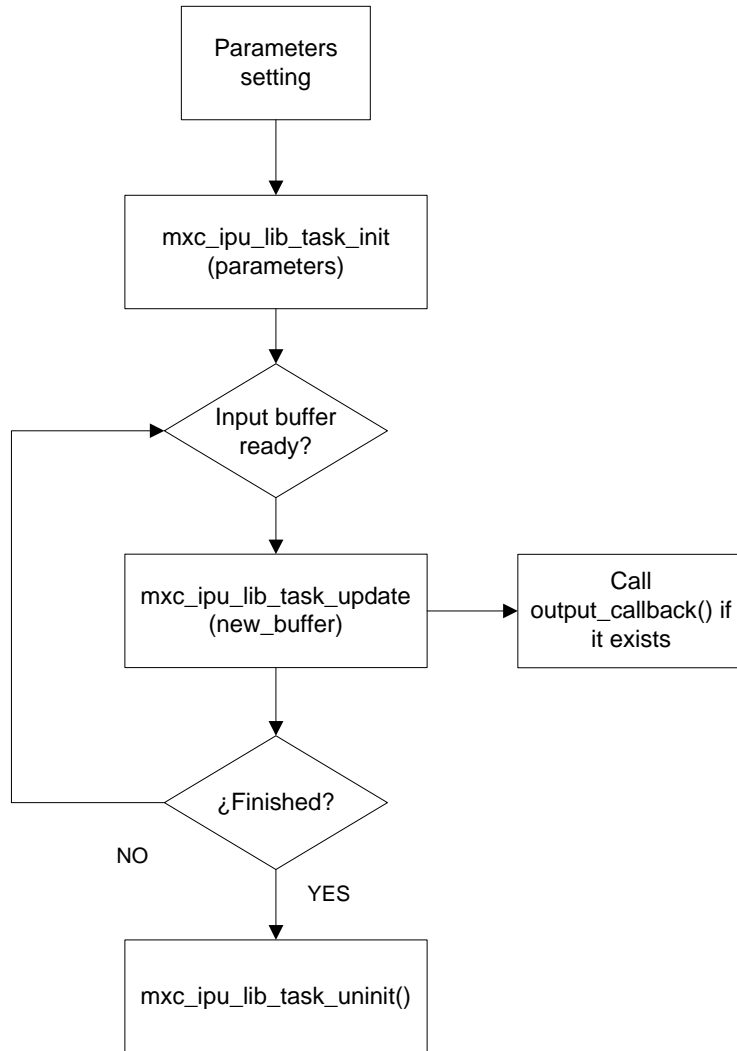 Parameters
setting
mxc_ipu_lib_task_init
(parameters)
Input buffer
ready?
mxc_ipu_lib_task_update
(new_buffer)
Call
output_callback() if
it exists
¿Finished?
NO
YES
mxc_ipu_lib_task_uninit()